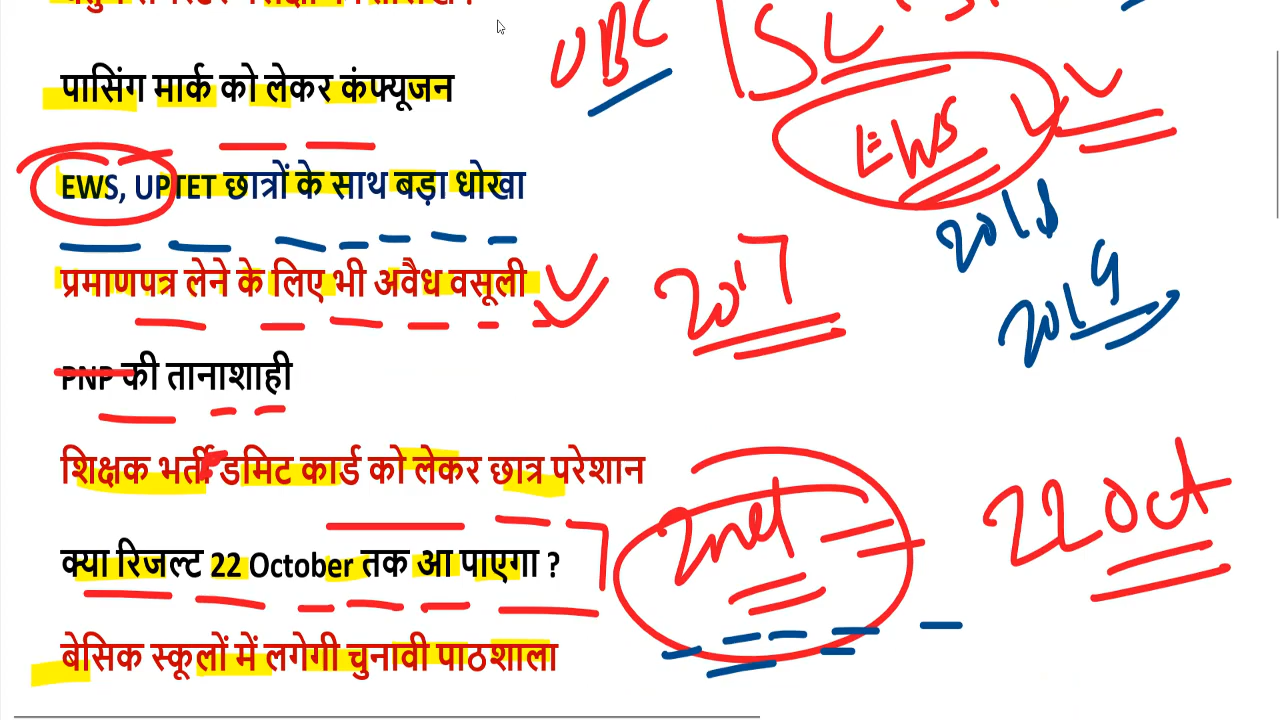 OBC | SC
पासिंग मार्क को लेकर कंफ्यूजन
EWS
EWS, UPTET छात्रों के साथ बड़ा धोखा
2018
प्रमाणपत्र लेने के लिए भी अवैध वसूली
2017
2019
PNP की तानाशाही
शिक्षक भर्ती डमिट कार्ड को लेकर छात्र परेशान
22 Oct
क्या रिजल्ट 22 October तक आ पाएगा ?
बेसिक स्कूलों में लगेगी चुनावी पाठशाला